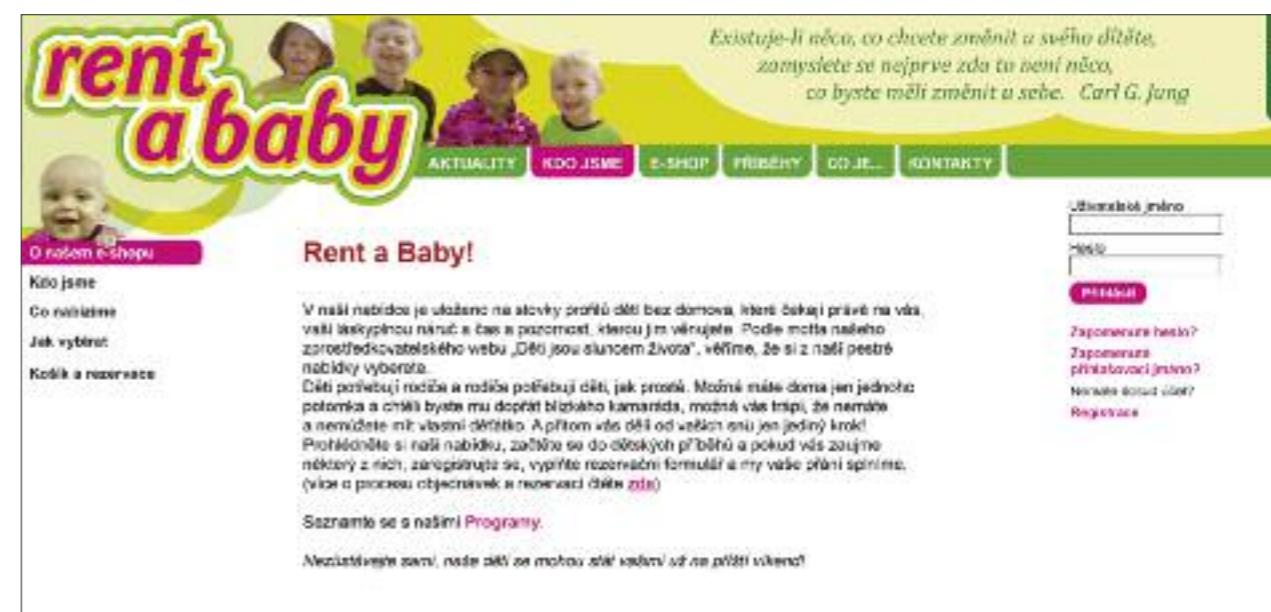 rent
a baby
Existuje-li něco, co chcete změnit u svého dítěte,
zamyslete se nejprve zda to není něco,
co byste měli změnit u sebe. Carl G. Jung
AKTUALITY
KDO JSME
E-SHOP
PŘÍBĚHY
CO JE...
KONTAKTY
O našem e-shopu
Kdo jsme
Co nabízíme
Jak vybírat
Košík a rezervace
Rent a Baby!
V naší nabídce je uloženo na stovky profilů dětí bez domova, které čekají právě na vás,
vaši láskyplnou náruč a čas a pozornost, kterou jim věnujete. Podle motta našeho
zprostředkovatelského webu „Děti jsou sluncem života“, věříme, že si z naší pestré
nabídky vyberete.
Děti potřebují rodiče a rodiče potřebují děti, jak prosté. Možná máte doma jen jednoho
potomka a chtěli byste mu dopřát blízkého kamaráda, možná vás trápí, že nemáte
a nemůžete mít vlastní děťátko. A přitom vás dělí od vašich snů jen jediný krok!
Prohlédněte si naši nabídku, začtěte se do dětských příběhů a pokud vás zaujme
některý z nich, zaregistrujte se, vyplňte rezervační formulář a my vaše přání splníme.
(více o procesu objednávek a rezervací čtěte zde)
Seznamte se s našimi Programy.
Nezůstávejte sami, naše děti se mohou stát vašimi už na příští víkend!
Uživatelské jméno
Heslo
Přihlásit
Zapomenuté heslo?
Zapomenuté
přihlašovací jméno?
Nemáte dosud účet?
Registrace